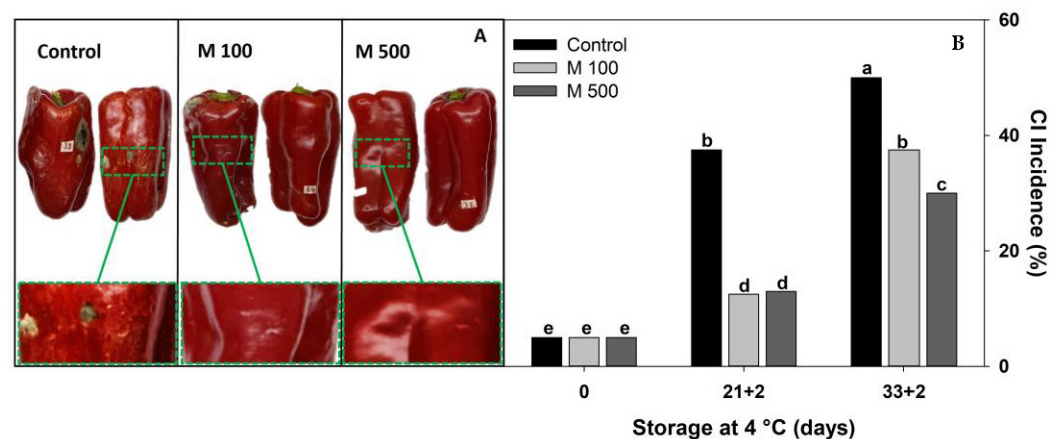 Control
M 100
M 500
A
B
Control
M 100
M 500
60
40
20
0
CI Incidence (%)
e e e
b d d
a b c
0 21+2 33+2
Storage at 4 °C (days)